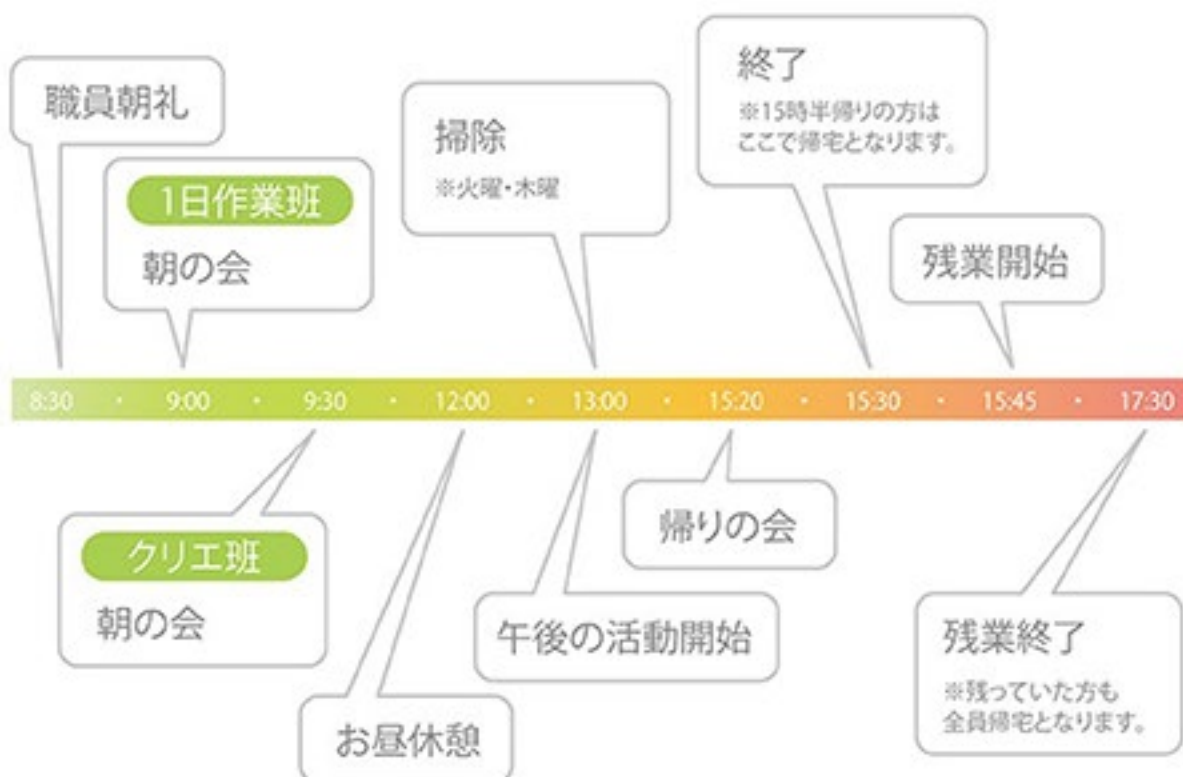 職員朝礼
1日作業班
朝の会
掃除
※火曜・木曜
終了
※15時半帰りの方は
ここで帰宅となります。
残業開始
8:30 ・ 9:00 ・ 9:30 ・ 12:00 ・ 13:00 ・ 15:20 ・ 15:30 ・ 15:45 ・ 17:30
クリエ班
朝の会
お昼休憩
午後の活動開始
帰りの会
残業終了
※残っていた方も
全員帰宅となります。